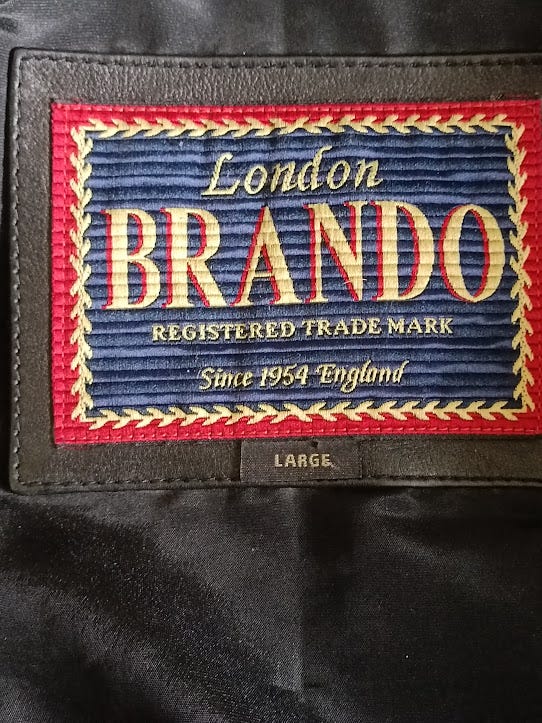 London
BRANDO
REGISTERED TRADE MARK
Since 1954 England
LARGE